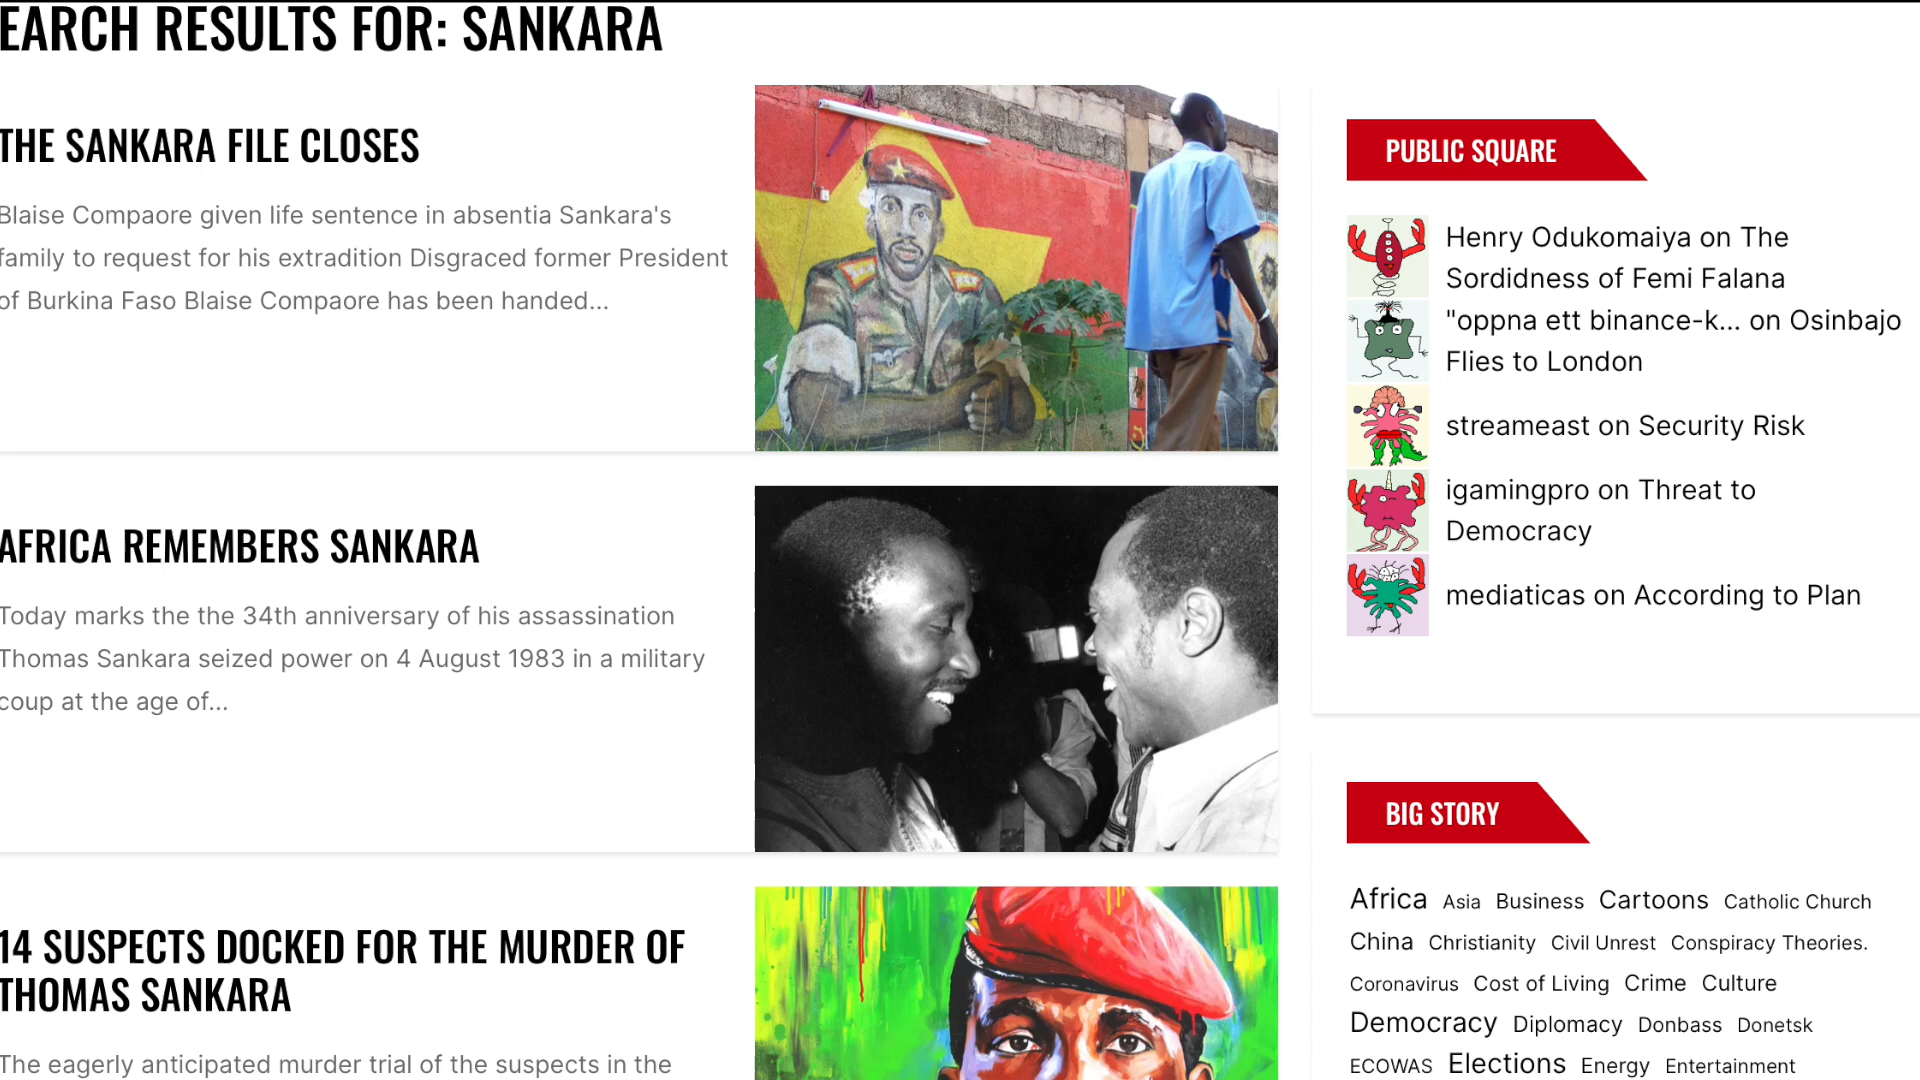 EARCH RESULTS FOR: SANKARA
THE SANKARA FILE CLOSES
Blaise Compaore given life sentence in absentia Sankara's
family to request for his extradition Disgraced former President
of Burkina Faso Blaise Compaore has been handed...
AFRICA REMEMBERS SANKARA
Today marks the the 34th anniversary of his assassination
Thomas Sankara seized power on 4 August 1983 in a military
coup at the age of...
14 SUSPECTS DOCKED FOR THE MURDER OF
THOMAS SANKARA
The eagerly anticipated murder trial of the suspects in the
PUBLIC SQUARE
Henry Odukomaiya on The
Sordidness of Femi Falana
"oppna ett binance-k... on Osinbajo
Flies to London
streameast on Security Risk
igamingpro on Threat to
Democracy
mediaticas on According to Plan
BIG STORY
Africa Asia Business Cartoons Catholic Church
China Christianity Civil Unrest Conspiracy Theories.
Coronavirus Cost of Living Crime Culture
Democracy Diplomacy Donbass Donetsk
ECOWAS Elections Energy Entertainment